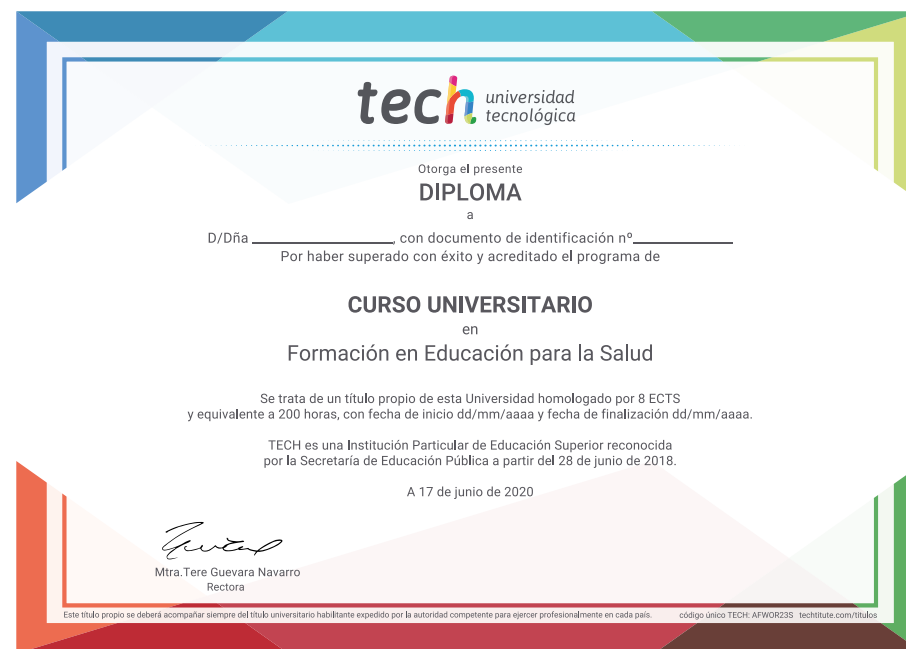 tech universidad
tecnológica
Otorga el presente
DIPLOMA
a
D/Dña ____________________, con documento de identificación nº______________
Por haber superado con éxito y acreditado el programa de
CURSO UNIVERSITARIO
en
Formación en Educación para la Salud
Se trata de un título propio de esta Universidad homologado por 8 ECTS
y equivalente a 200 horas, con fecha de inicio dd/mm/aaaa y fecha de finalización dd/mm/aaaa.
TECH es una Institución Particular de Educación Superior reconocida
por la Secretaría de Educación Pública a partir del 28 de junio de 2018.
A 17 de junio de 2020
Mtra.Tere Guevara Navarro
Rectora
Este título propio se deberá acompañar siempre del título universitario habilitante expedido por la autoridad competente para ejercer profesionalmente en cada país. código único TECH: AFWOR23S techtitute.com/titulos